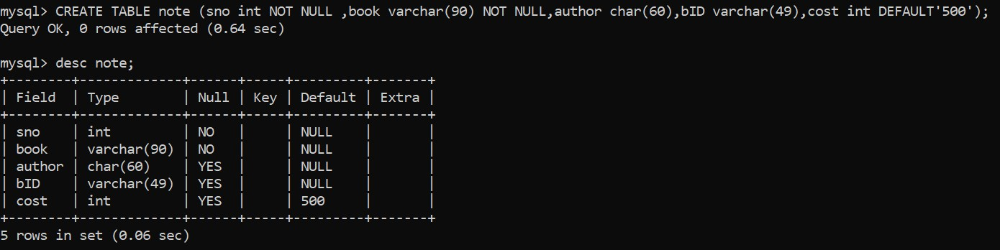 mysql> CREATE TABLE note (sno int NOT NULL ,book varchar(90) NOT NULL,author char(60),bID varchar(49),cost int DEFAULT'500');
Query OK, 0 rows affected (0.64 sec)

mysql> desc note;
+--------+-------------+------+-----+---------+-------+
| Field  | Type        | Null | Key | Default | Extra |
+--------+-------------+------+-----+---------+-------+
| sno    | int         | NO   |     | NULL    |       |
| book   | varchar(90) | NO   |     | NULL    |       |
| author | char(60)    | YES  |     | NULL    |       |
| bID    | varchar(49) | YES  |     | NULL    |       |
| cost   | int         | YES  |     | 500     |       |
+--------+-------------+------+-----+---------+-------+
5 rows in set (0.06 sec)